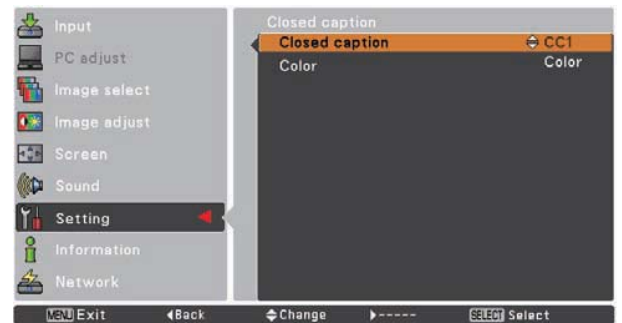 Input
PC adjust
Image select
Image adjust
Screen
Sound
Setting
Information
Network
Closed caption
Closed caption CC1
Color Color
MENU Exit Back Change ----- SELECT Select